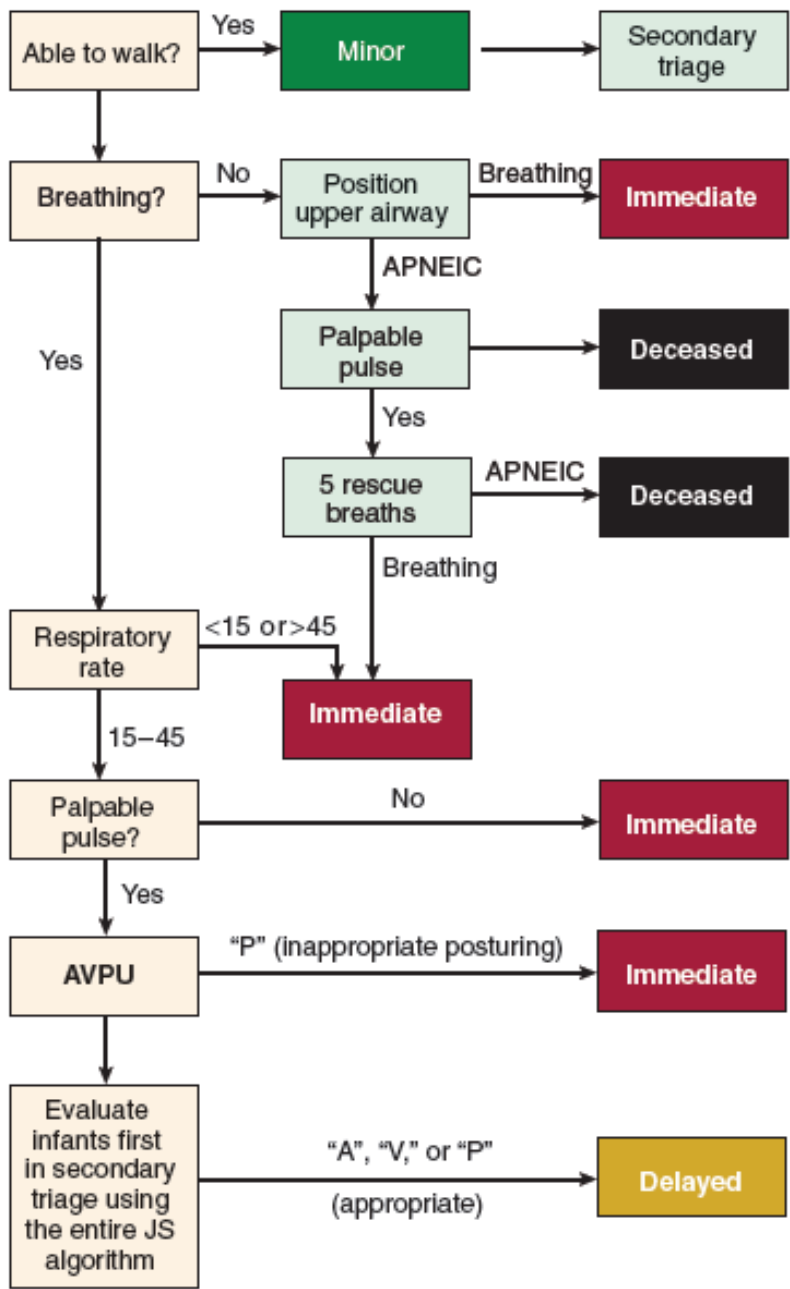 Able to walk?
Yes
Minor
Secondary
triage
Breathing?
No
Position
upper airway
Breathing
Immediate
APNEIC
Yes
Palpable
pulse
Deceased
Yes
5 rescue
breaths
APNEIC
Deceased
Breathing
Respiratory
rate
<15 or>45
Immediate
15–45
Palpable
pulse?
No
Immediate
Yes
AVPU
“P” (inappropriate posturing)
Immediate
Evaluate
infants first
in secondary
triage using
the entire JS
algorithm
“A”, “V,” or “P”
(appropriate)
Delayed